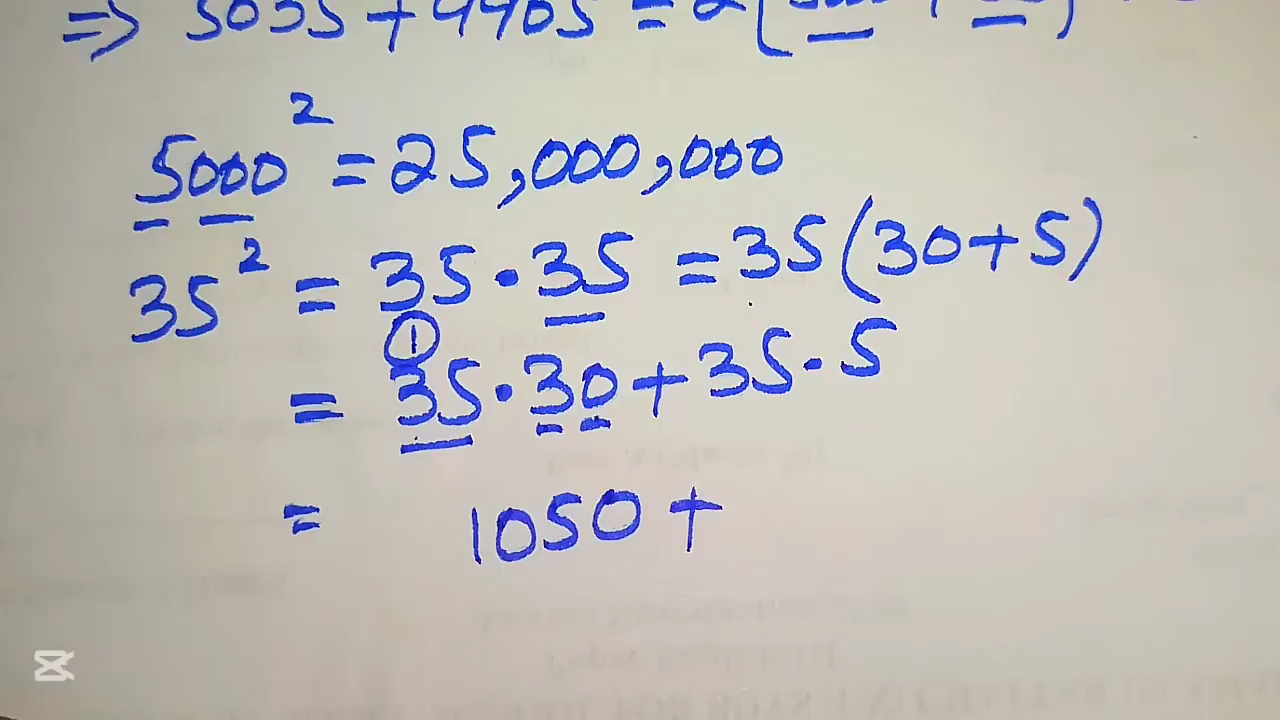 ⇒ 5035 + 4965 = 2
5000² = 25,000,000
35² = 35·35 = 35(30+5)
①
= 35·30+35·5
= 1050 +